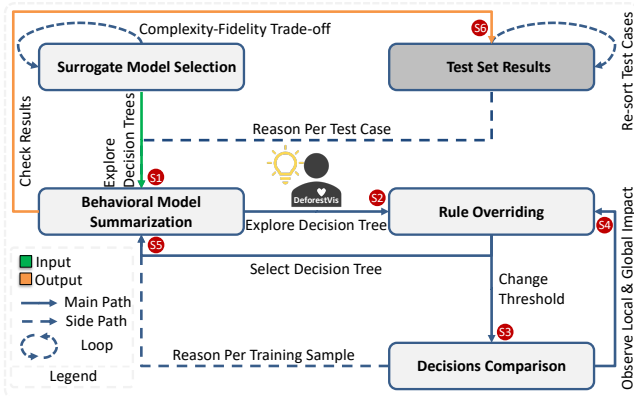 Complexity-Fidelity Trade-off
S6
Surrogate Model Selection
Test Set Results
Re-sort Test Cases
Check Results
Explore
Decision Trees
Reason Per Test Case
S1
DeforestVis
S2
Behavioral Model
Summarization
Explore Decision Tree
Rule Overriding
S4
S5
Select Decision Tree
Input
Output
Main Path
Side Path
Loop
Legend
Change
Threshold
S3
Reason Per Training Sample
Decisions Comparison
Observe Local & Global Impact